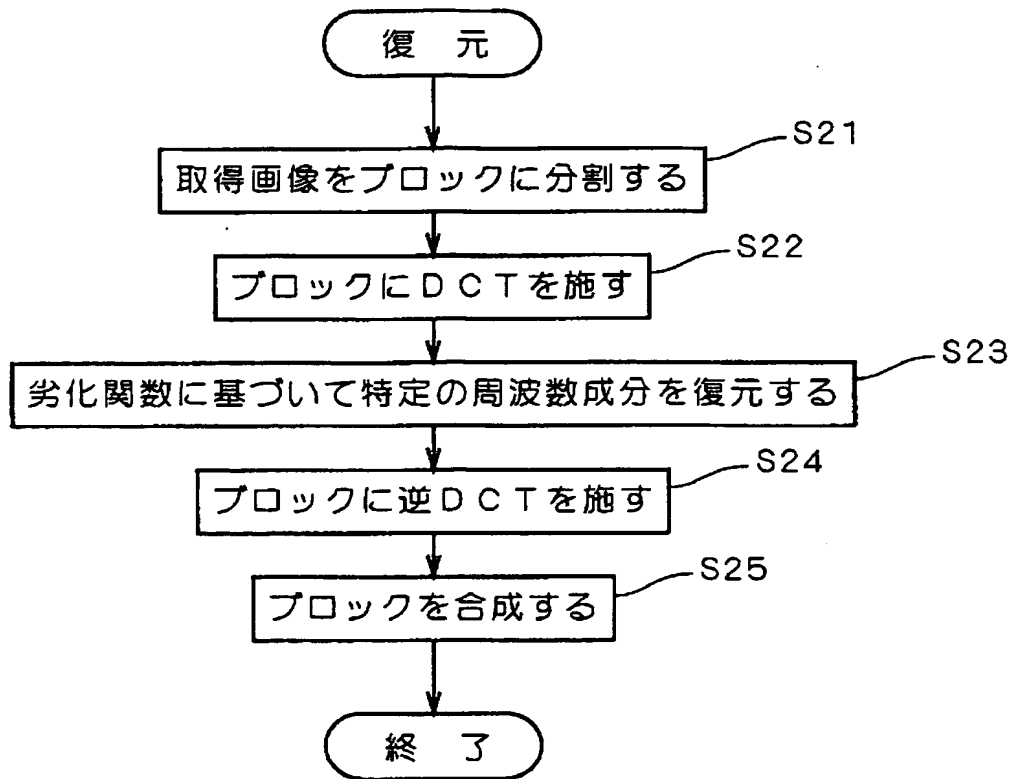 復 元
S21
取得画像をブロックに分割する
S22
ブロックにDCTを施す
S23
劣化関数に基づいて特定の周波数成分を復元する
S24
ブロックに逆DCTを施す
S25
ブロックを合成する
終 了